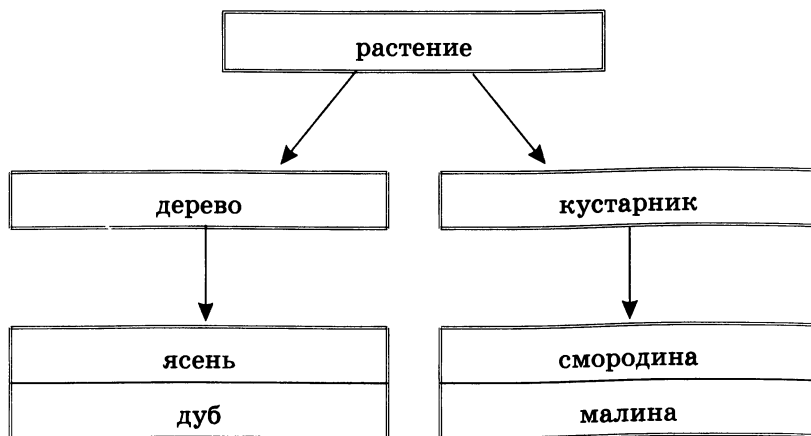 растение
дерево
кустарник
ясень
смородина
дуб
малина